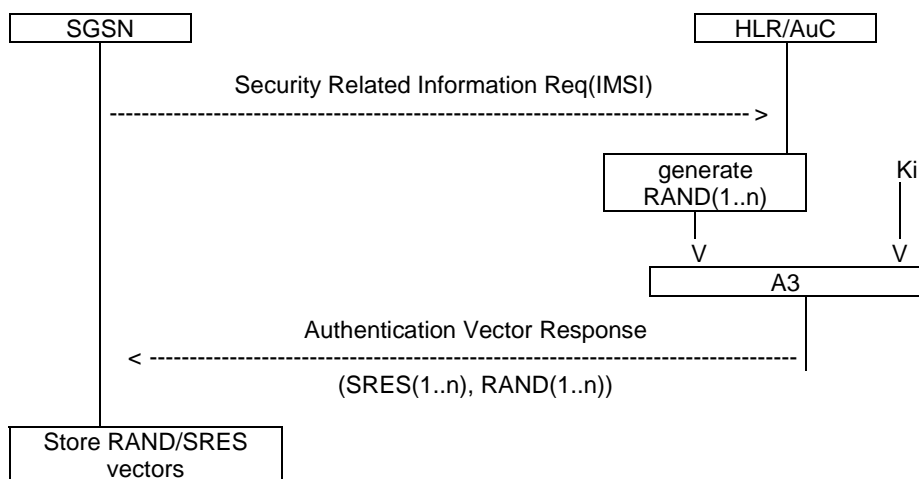 SGSN
HLR/AuC
Security Related Information Req(IMSI)
------------------------------------------------------------------------------- >
generate
RAND(1..n)
Ki
V
V
A3
Authentication Vector Response
< -------------------------------------------------------------------------------
(SRES(1..n), RAND(1..n))
Store RAND/SRES
vectors